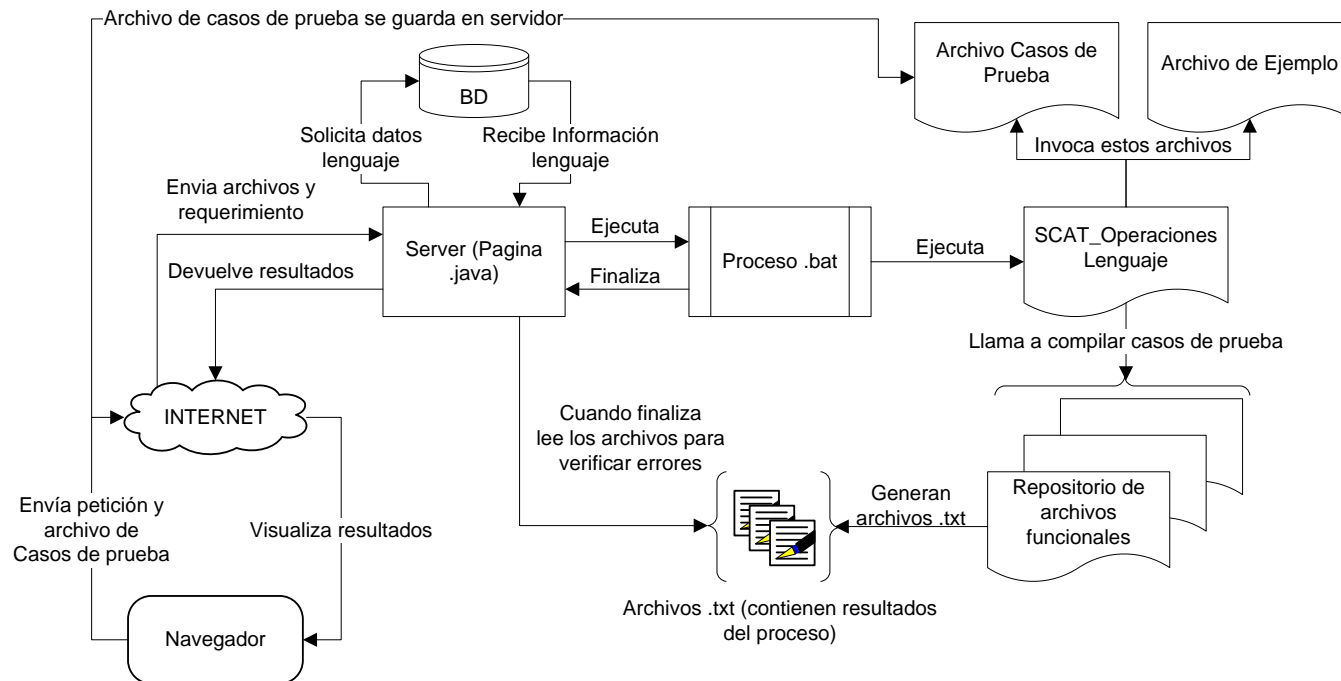 Archivo de casos de prueba se guarda en servidor
Archivo Casos de
Prueba
Archivo de Ejemplo
BD
Solicita datos
lenguaje
Recibe Información
lenguaje
Invoca estos archivos
Envia archivos y
requerimiento
Server (Pagina
.java)
Ejecuta
Finaliza
Proceso .bat
Ejecuta
SCAT_Operaciones
Lenguaje
Devuelve resultados
Llama a compilar casos de prueba
INTERNET
Cuando finaliza
lee los archivos para
verificar errores
Envía petición y
archivo de
Casos de prueba
Visualiza resultados
Generan
archivos .txt
Repositorio de
archivos
funcionales
Archivos .txt (contienen resultados
del proceso)
Navegador